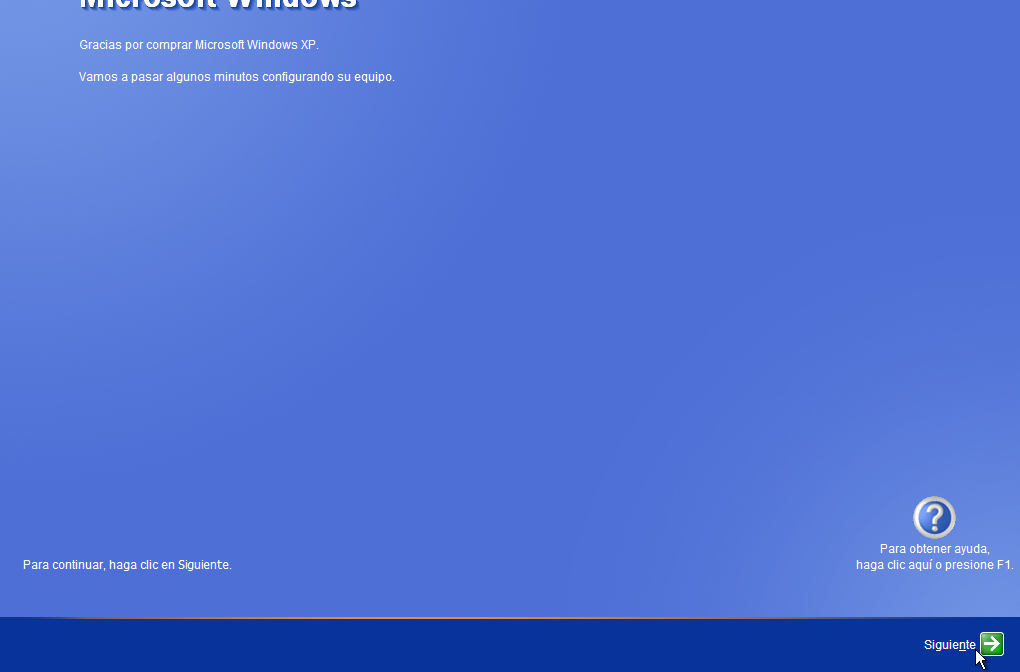 Microsoft Windows
Gracias por comprar Microsoft Windows XP.
Vamos a pasar algunos minutos configurando su equipo.
Para obtener ayuda,
haga clic aquí o presione F1.
Para continuar, haga clic en Siguiente.
Siguiente